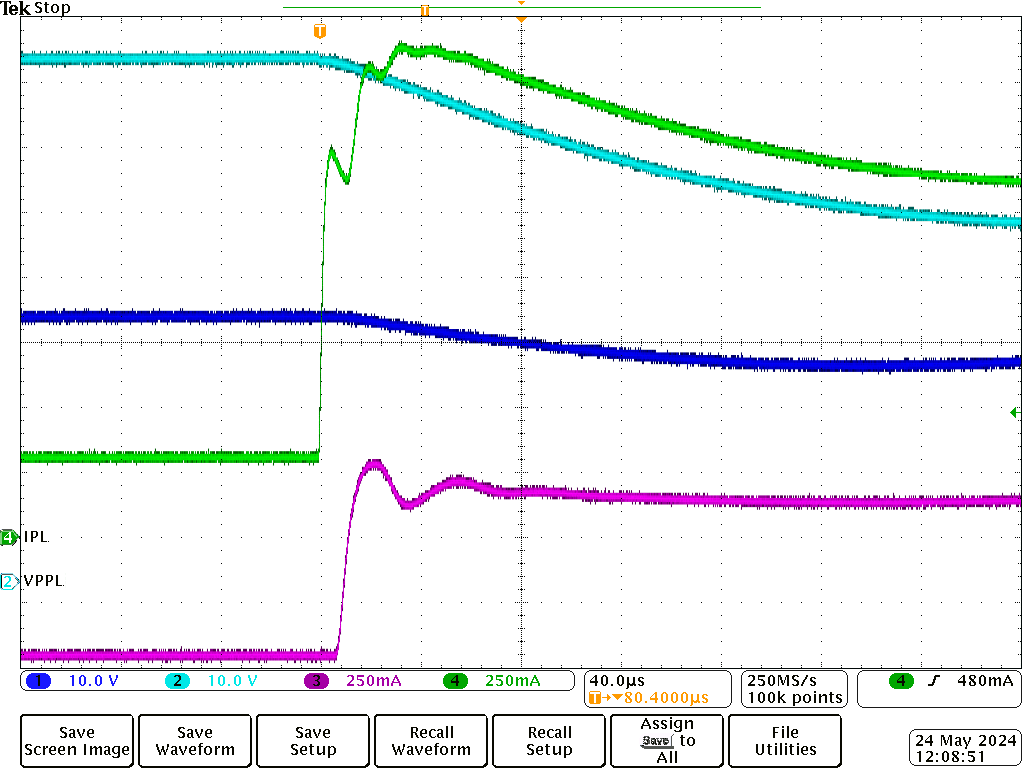 Tek Stop
T
T
4 IPL
2 VPPL
1 10.0 V 2 10.0 V 3 250mA 4 250mA
40.0µs
T→▼80.4000µs
250MS/s
100k points
4 480mA
Save
Screen Image
Save
Waveform
Save
Setup
Recall
Waveform
Recall
Setup
Assign
Save to
All
File
Utilities
24 May 2024
12:08:51